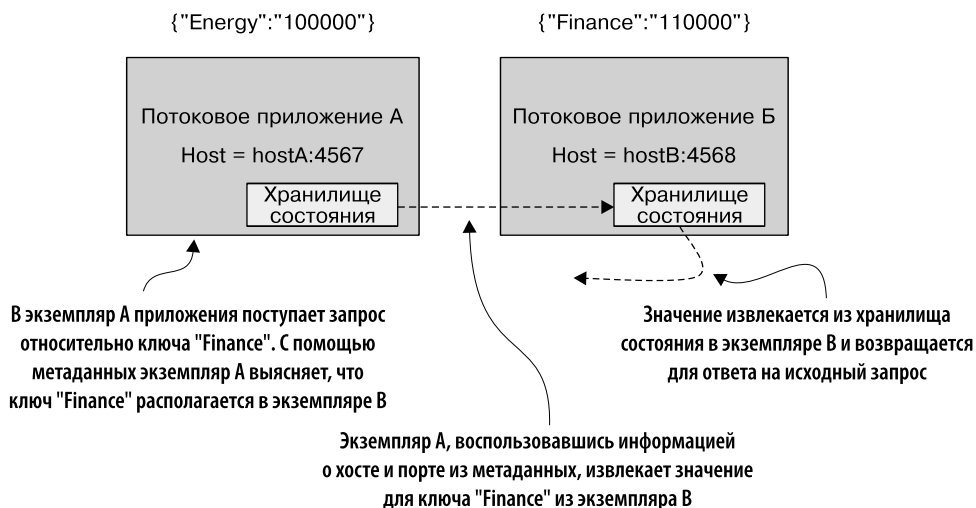 {"Energy":"100000"}
{"Finance":"110000"}
Потоковое приложение А
Host = hostA:4567
Хранилище
состояния
Потоковое приложение Б
Host = hostB:4568
Хранилище
состояния
В экземпляр А приложения поступает запрос
относительно ключа "Finance". С помощью
метаданных экземпляр А выясняет, что
ключ "Finance" располагается в экземпляре В
Значение извлекается из хранилища
состояния в экземпляре В и возвращается
для ответа на исходный запрос
Экземпляр А, воспользовавшись информацией
о хосте и порте из метаданных, извлекает значение
для ключа "Finance" из экземпляра В